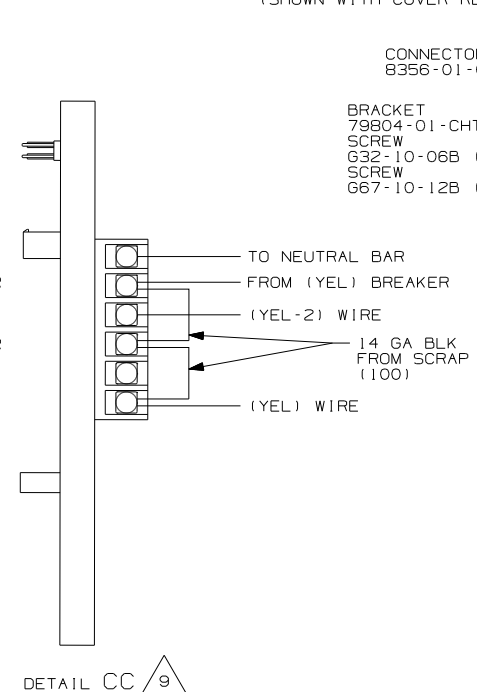 CONNECTO
8356-01-
BRACKET
79804-01-CHT
SCREW
G32-10-06B (
SCREW
G67-10-12B (
TO NEUTRAL BAR
FROM (YEL) BREAKER
(YEL-2) WIRE
14 GA BLK
FROM SCRAP
(100)
(YEL) WIRE
DETAIL CC 9